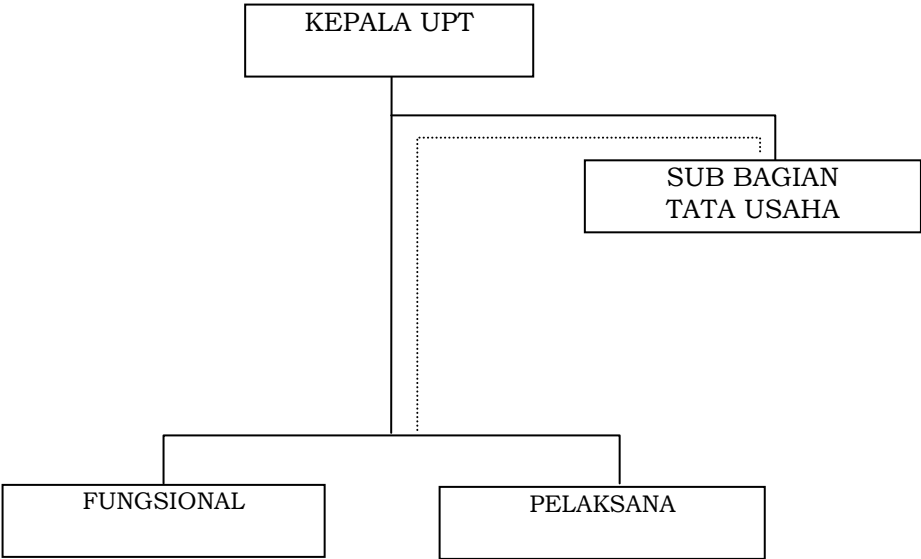 KEPALA UPT
SUB BAGIAN
TATA USAHA
FUNGSIONAL
PELAKSANA